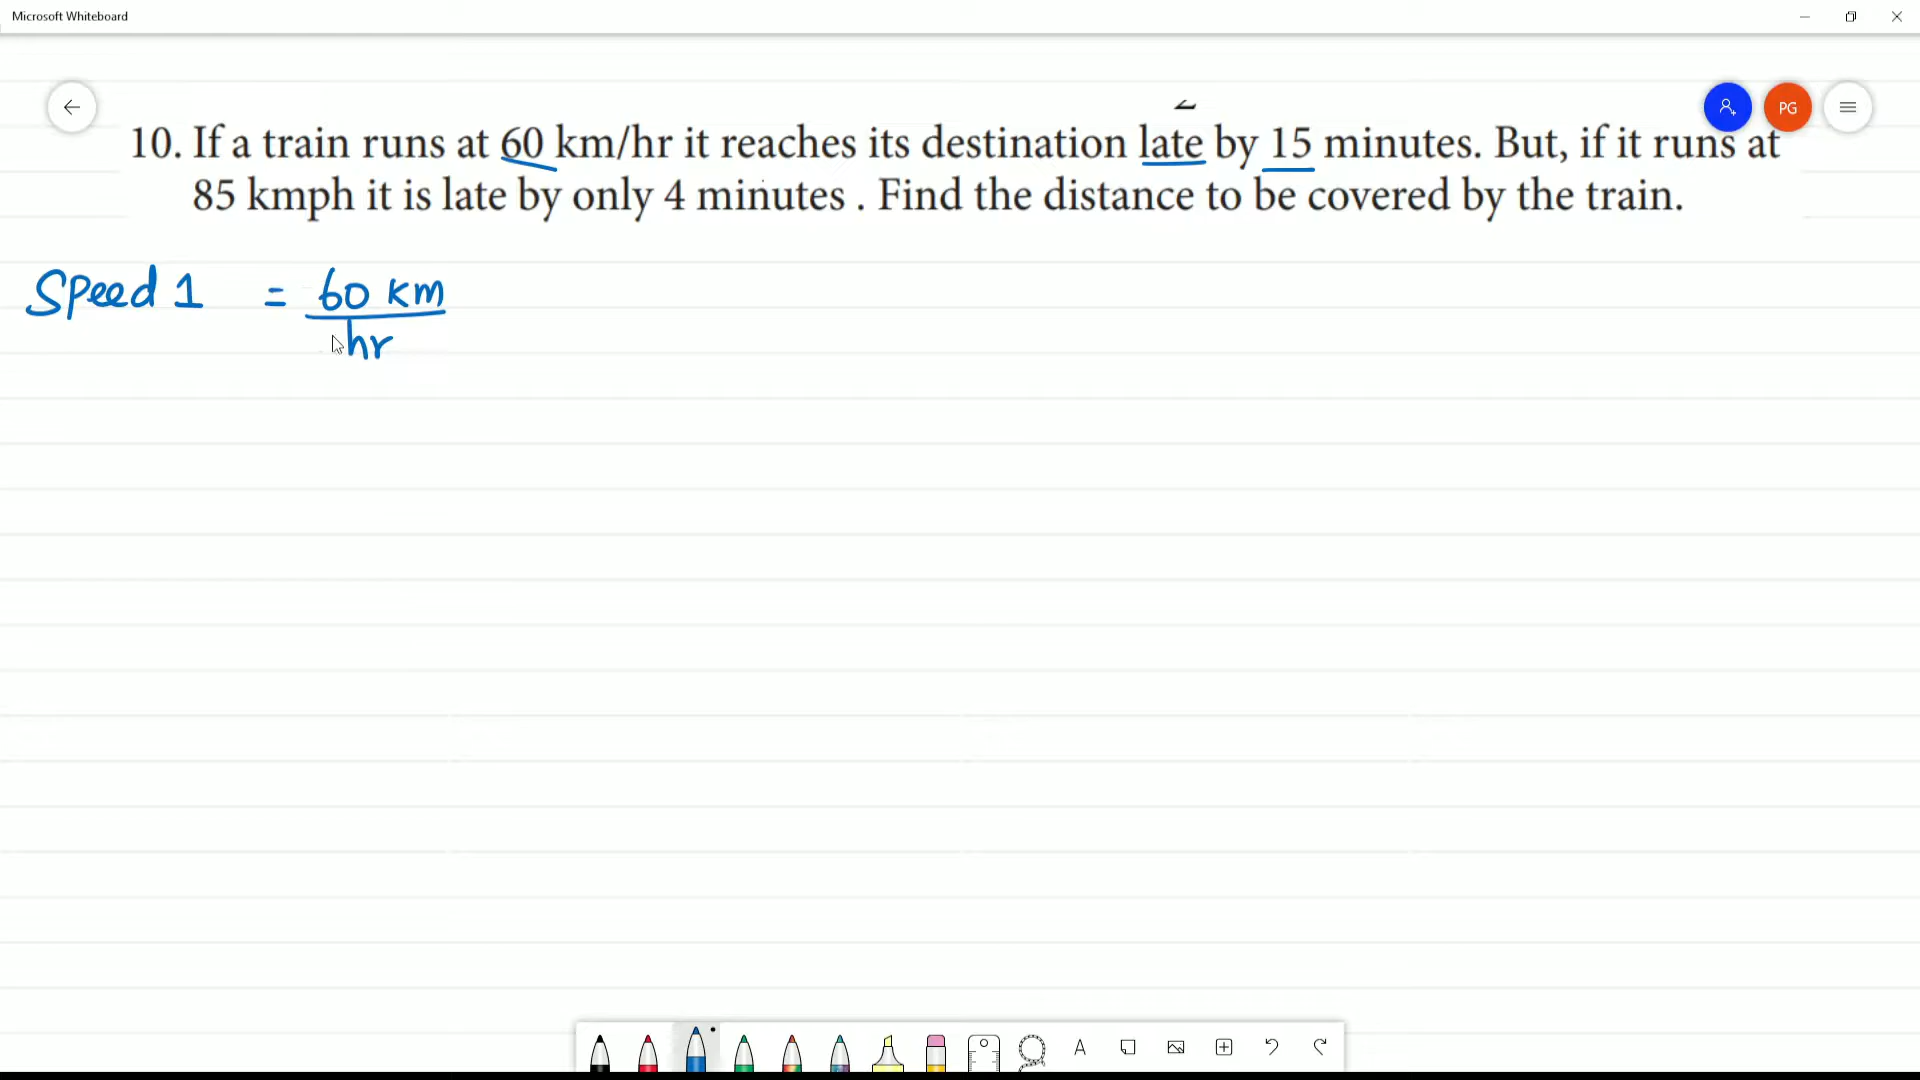 Microsoft Whiteboard
PG
10. If a train runs at 60 km/hr it reaches its destination late by 15 minutes. But, if it runs at
85 kmph it is late by only 4 minutes . Find the distance to be covered by the train.
Speed 1 = 60 km
hr
A